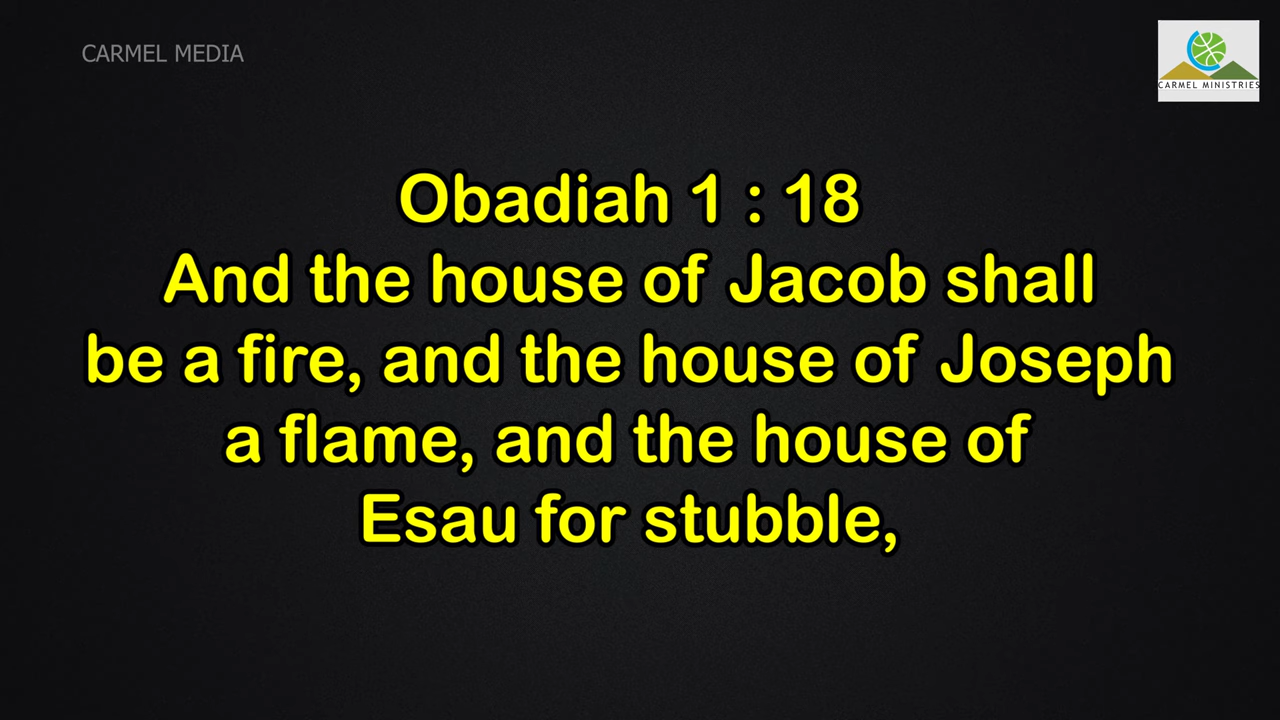 CARMEL MEDIA
CARMEL MINISTRIES
Obadiah 1 : 18
And the house of Jacob shall
be a fire, and the house of Joseph
a flame, and the house of
Esau for stubble,